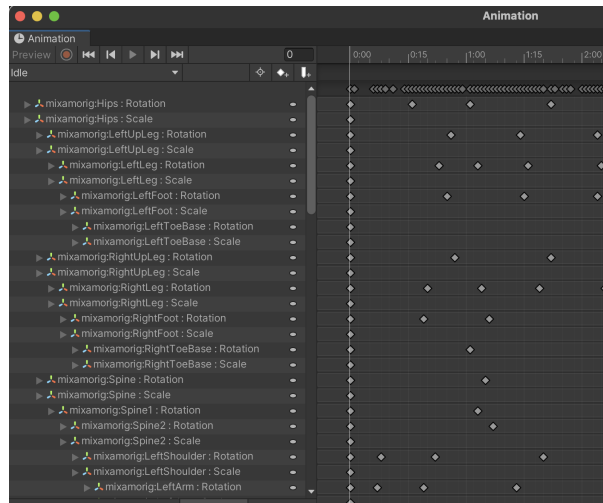 Animation
Animation
Preview 0 0:00 0:15 1:00 1:15 2:00
Idle
mixamorig:Hips : Rotation
mixamorig:Hips : Scale
mixamorig:LeftUpLeg : Rotation
mixamorig:LeftUpLeg : Scale
mixamorig:LeftLeg : Rotation
mixamorig:LeftLeg : Scale
mixamorig:LeftFoot : Rotation
mixamorig:LeftFoot : Scale
mixamorig:LeftToeBase : Rotation
mixamorig:LeftToeBase : Scale
mixamorig:RightUpLeg : Rotation
mixamorig:RightUpLeg : Scale
mixamorig:RightLeg : Rotation
mixamorig:RightLeg : Scale
mixamorig:RightFoot : Rotation
mixamorig:RightFoot : Scale
mixamorig:RightToeBase : Rotation
mixamorig:RightToeBase : Scale
mixamorig:Spine : Rotation
mixamorig:Spine : Scale
mixamorig:Spine1 : Rotation
mixamorig:Spine2 : Rotation
mixamorig:Spine2 : Scale
mixamorig:LeftShoulder : Rotation
mixamorig:LeftShoulder : Scale
mixamorig:LeftArm : Rotation